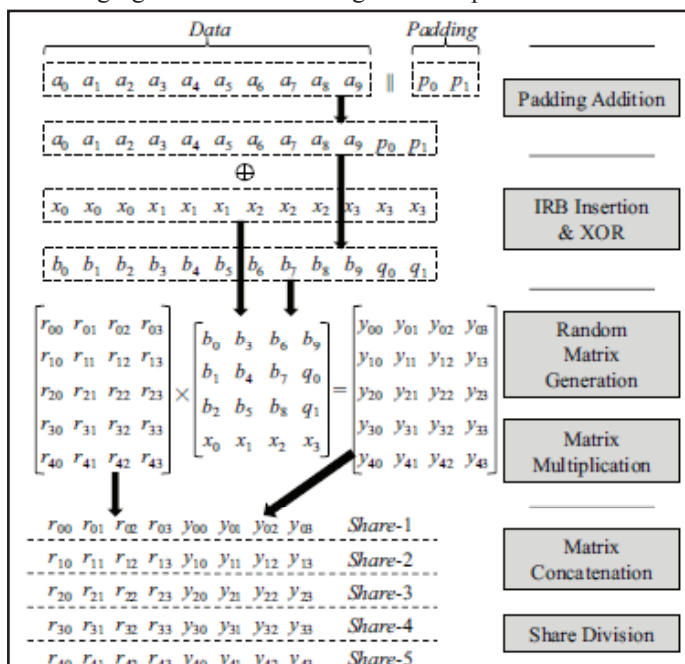 Data Padding
a₀ a₁ a₂ a₃ a₄ a₅ a₆ a₇ a₈ a₉ || p₀ p₁
Padding Addition
a₀ a₁ a₂ a₃ a₄ a₅ a₆ a₇ a₈ a₉ p₀ p₁
⊕
x₀ x₀ x₀ x₁ x₁ x₁ x₂ x₂ x₂ x₃ x₃ x₃
IRB Insertion
& XOR
b₀ b₁ b₂ b₃ b₄ b₅ b₆ b₇ b₈ b₉ q₀ q₁
r₀₀ r₀₁ r₀₂ r₀₃
r₁₀ r₁₁ r₁₂ r₁₃
r₂₀ r₂₁ r₂₂ r₂₃
r₃₀ r₃₁ r₃₂ r₃₃
r₄₀ r₄₁ r₄₂ r₄₃
×
b₀ b₃ b₆ b₉
b₁ b₄ b₇ q₀
b₂ b₅ b₈ q₁
x₀ x₁ x₂ x₃
=
y₀₀ y₀₁ y₀₂ y₀₃
y₁₀ y₁₁ y₁₂ y₁₃
y₂₀ y₂₁ y₂₂ y₂₃
y₃₀ y₃₁ y₃₂ y₃₃
y₄₀ y₄₁ y₄₂ y₄₃
Random
Matrix
Generation
Matrix
Multiplication
r₀₀ r₀₁ r₀₂ r₀₃ y₀₀ y₀₁ y₀₂ y₀₃ Share-1
r₁₀ r₁₁ r₁₂ r₁₃ y₁₀ y₁₁ y₁₂ y₁₃ Share-2
r₂₀ r₂₁ r₂₂ r₂₃ y₂₀ y₂₁ y₂₂ y₂₃ Share-3
r₃₀ r₃₁ r₃₂ r₃₃ y₃₀ y₃₁ y₃₂ y₃₃ Share-4
r₄₀ r₄₁ r₄₂ r₄₃ y₄₀ y₄₁ y₄₂ y₄₃ Share-5
Matrix
Concatenation
Share Division